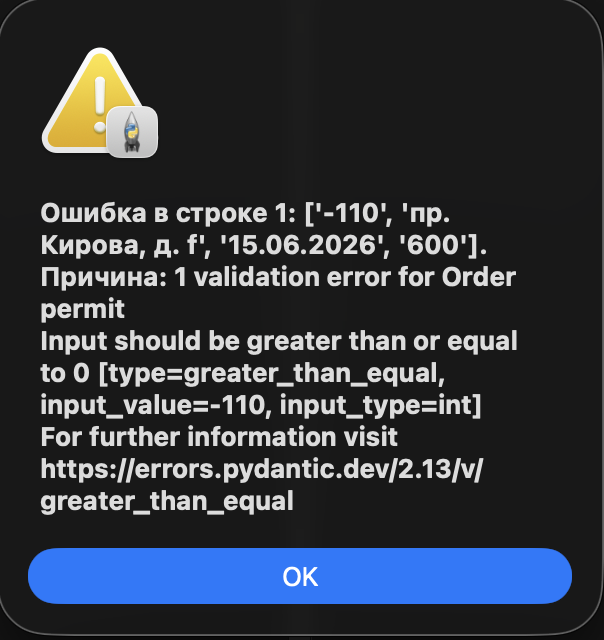 Ошибка в строке 1: ['-110', 'пр.
Кирова, д. f', '15.06.2026', '600'].
Причина: 1 validation error for Order
permit
Input should be greater than or equal
to 0 [type=greater_than_equal,
input_value=-110, input_type=int]
For further information visit
https://errors.pydantic.dev/2.13/v/
greater_than_equal
OK